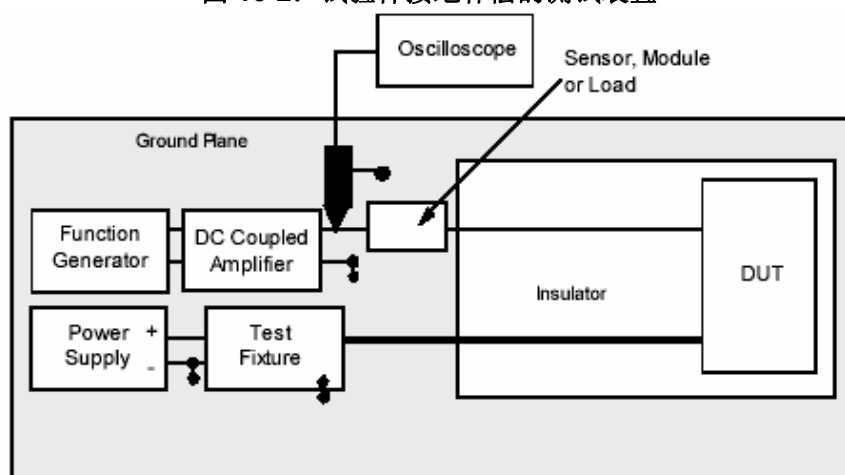 Oscilloscope
Sensor, Module
or Load
Ground Plane
Function
Generator
DC Coupled
Amplifier
Insulator
DUT
Power
Supply
+
-
Test
Fixture